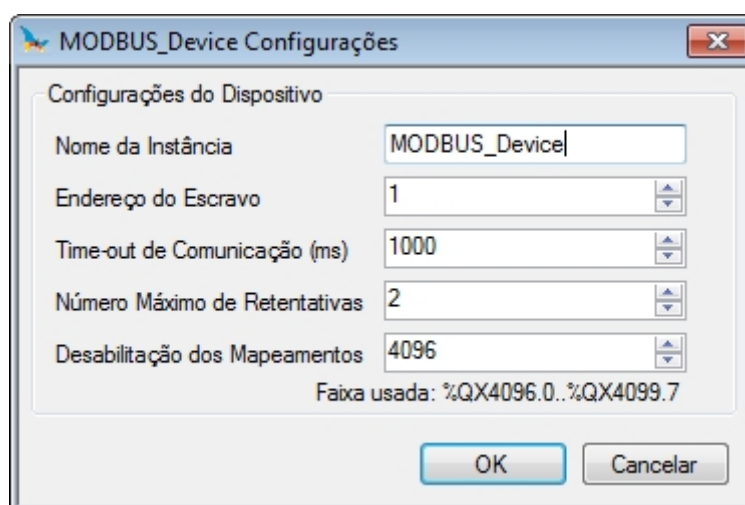 MODBUS_Device Configurações
Configurações do Dispositivo
Nome da Instância MODBUS_Device
Endereço do Escravo 1
Time-out de Comunicação (ms) 1000
Número Máximo de Retentativas 2
Desabilitação dos Mapeamentos 4096
Faixa usada: %QX4096.0..%QX4099.7
OK Cancelar